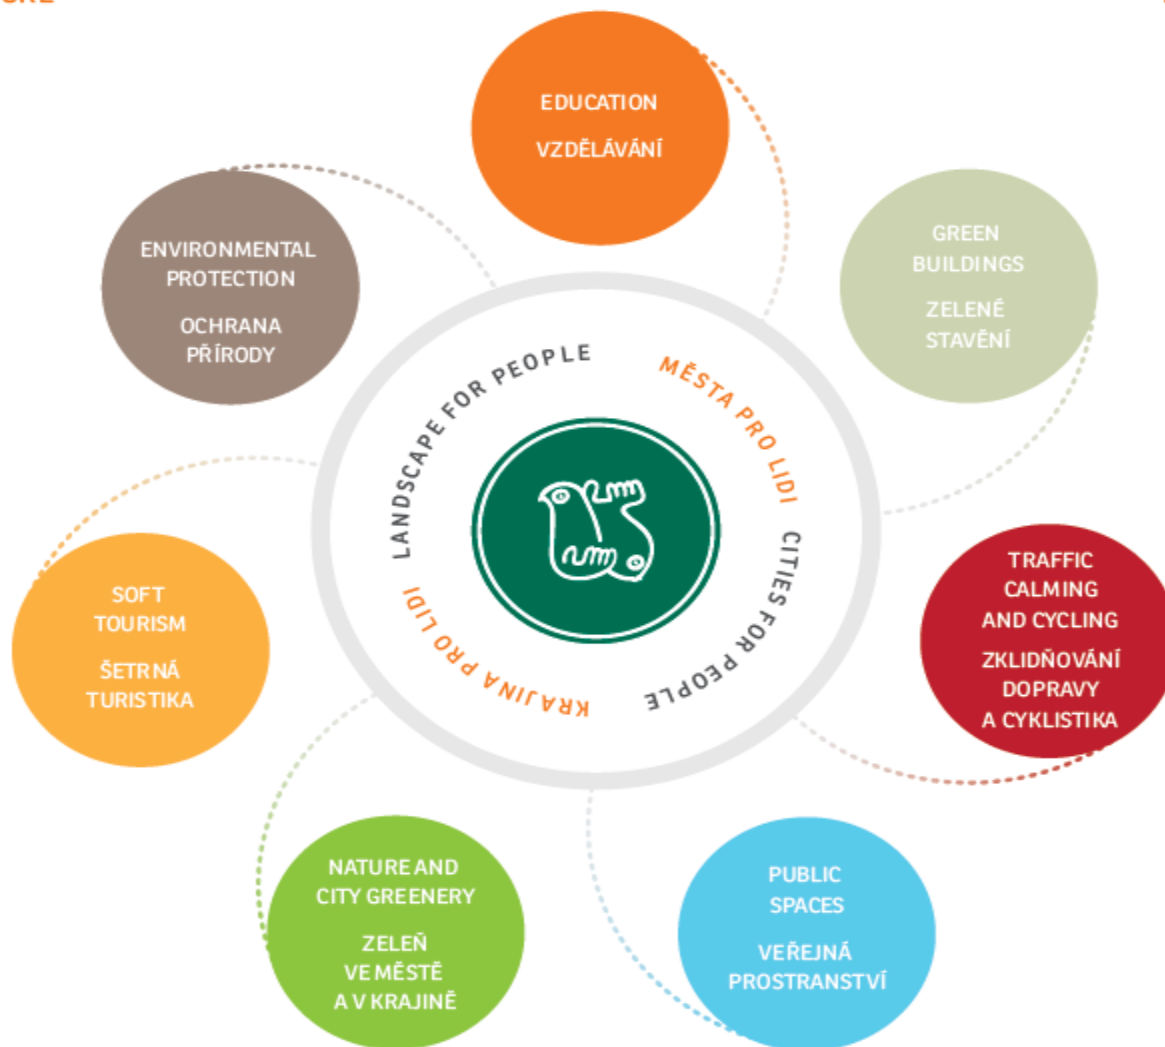 EDUCATION
VZDĚLÁVÁNÍ
GREEN
BUILDINGS
ZELENÉ
STAVĚNÍ
TRAFFIC
CALMING
AND CYCLING
ZKLIDŇOVÁNÍ
DOPRAVY
A CYKLISTIKA
PUBLIC
SPACES
VEŘEJNÁ
PROSTRANSTVÍ
NATURE AND
CITY GREENERY
ZELEŇ
VE MĚSTĚ
A V KRAJINĚ
SOFT
TOURISM
ŠETRNÁ
TURISTIKA
ENVIRONMENTAL
PROTECTION
OCHRANA
PŘÍRODY
LANDSCAPE FOR PEOPLE
MĚSTA PRO LIDI
CITIES FOR PEOPLE
KRAJINA PRO LIDI